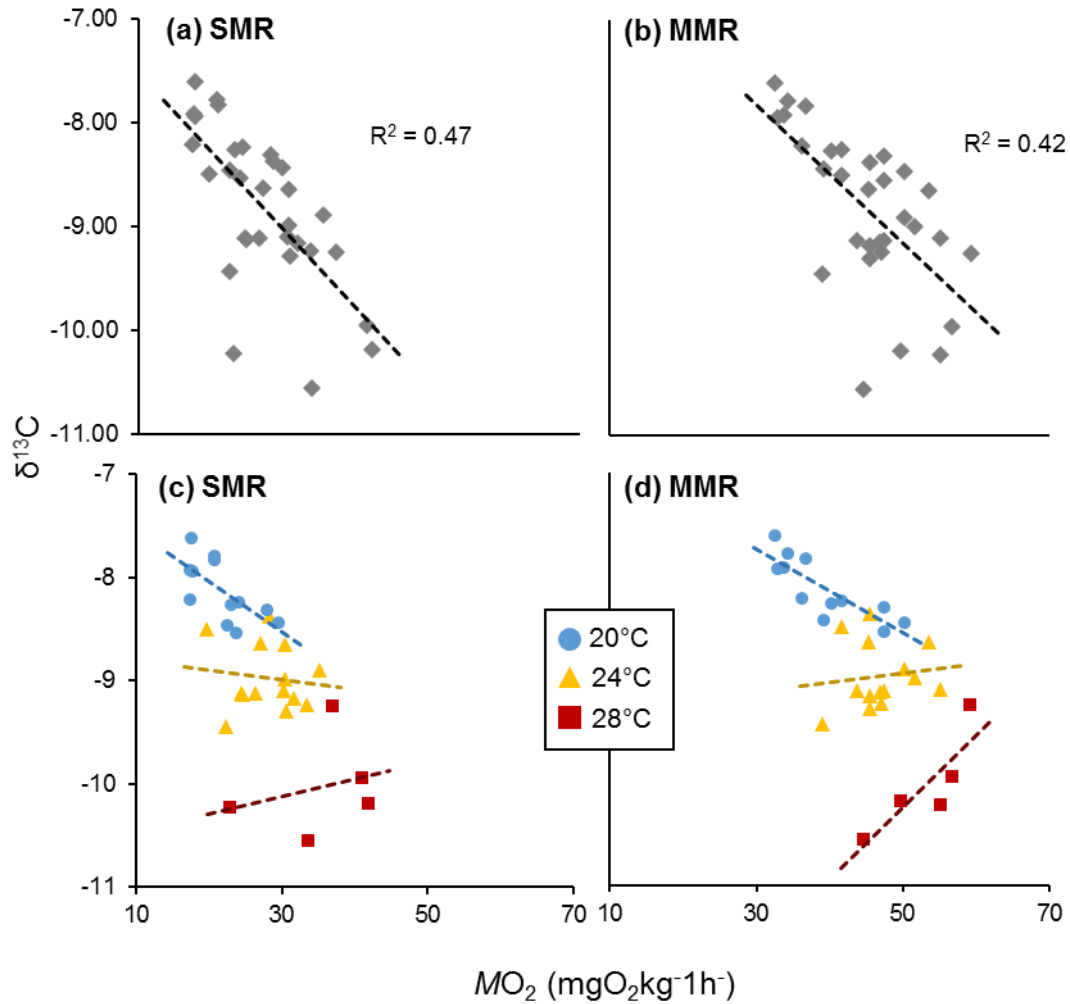 -7.00
(a) SMR
(b) MMR
-8.00
R² = 0.47
R² = 0.42
-9.00
-10.00
-11.00
δ¹³C
-7
(c) SMR
(d) MMR
-8
20°C
24°C
28°C
-9
-10
-11
10
30
50
70
10
30
50
70
MO₂ (mgO₂kg-1h-)